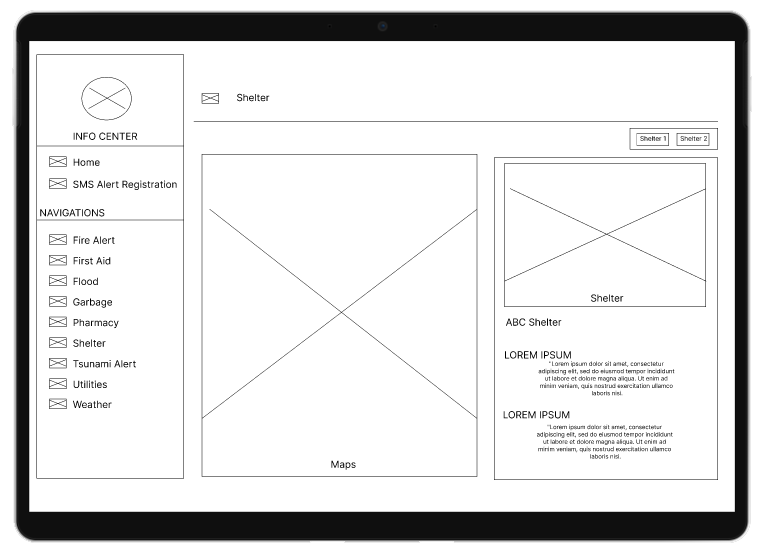 INFO CENTER
Home
SMS Alert Registration
NAVIGATIONS
Fire Alert
First Aid
Flood
Garbage
Pharmacy
Shelter
Tsunami Alert
Utilities
Weather
Shelter
Shelter 1
Shelter 2
Maps
Shelter
ABC Shelter
LOREM IPSUM
"Lorem ipsum dolor sit amet, consectetur
adipiscing elit, sed do eiusmod tempor incididunt
ut labore et dolore magna aliqua. Ut enim ad
minim veniam, quis nostrud exercitation ullamco
laboris nisi.
LOREM IPSUM
"Lorem ipsum dolor sit amet, consectetur
adipiscing elit, sed do eiusmod tempor incididunt
ut labore et dolore magna aliqua. Ut enim ad
minim veniam, quis nostrud exercitation ullamco
laboris nisi.